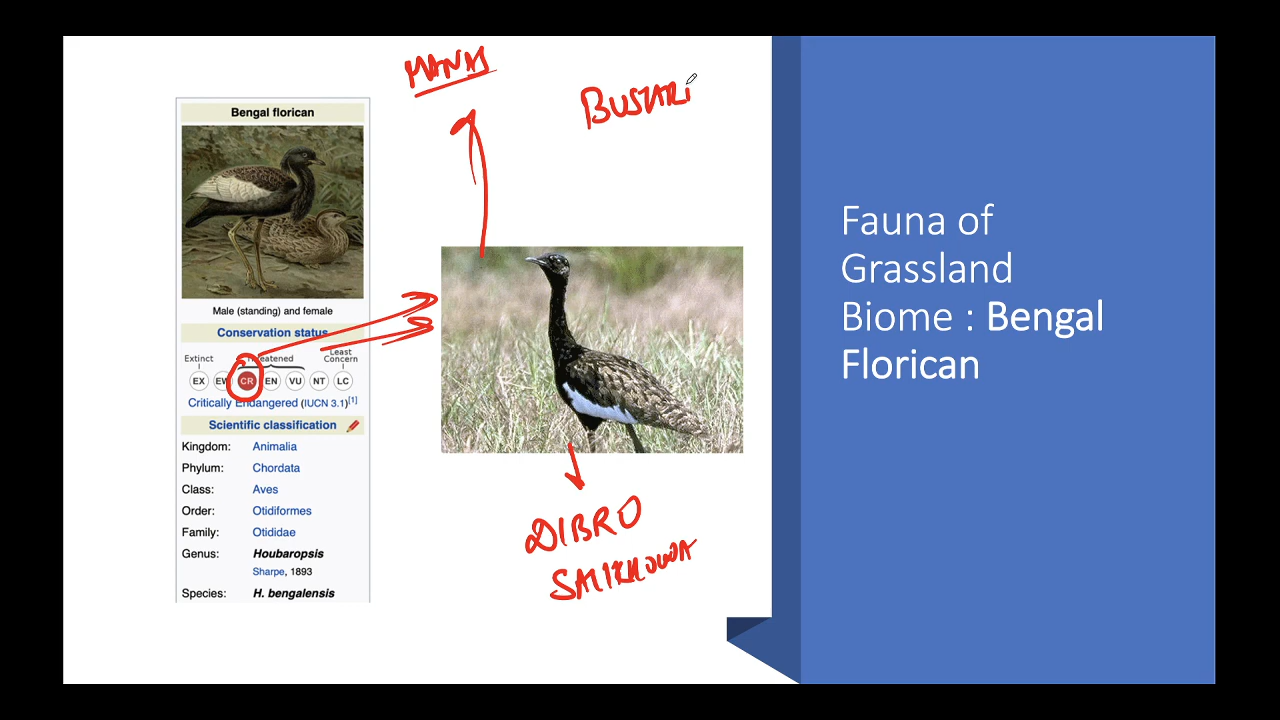 MANAS
BUSTARI
Bengal florican
Male (standing) and female
Conservation status
Extinct
Threatened
Least
Concern
EX EW CR EN VU NT LC
Critically Endangered (IUCN 3.1)[1]
Scientific classification
Kingdom: Animalia
Phylum: Chordata
Class: Aves
Order: Otidiformes
Family: Otididae
Genus: Houbaropsis
Sharpe, 1893
Species: H. bengalensis
DIBRO
SAIKHOWA
Fauna of
Grassland
Biome : Bengal
Florican